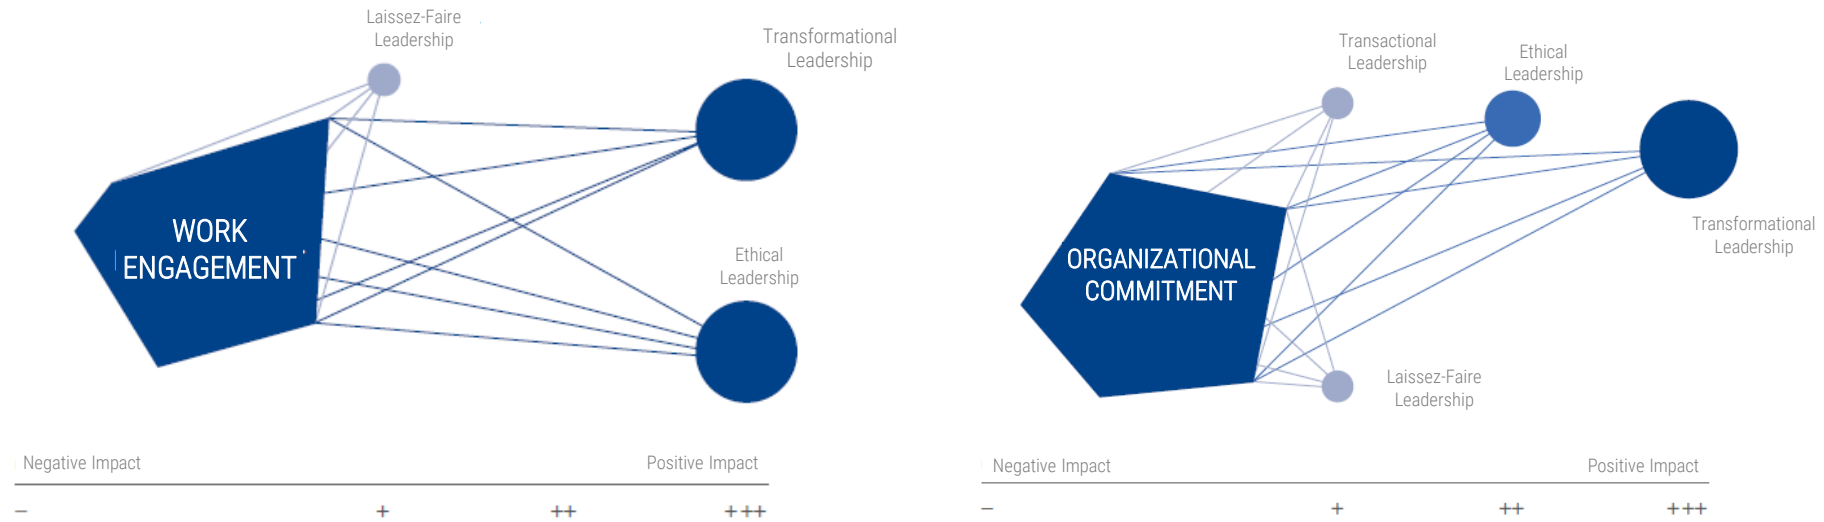 Laissez-Faire
Leadership
Transformational
Leadership
WORK
ENGAGEMENT
Ethical
Leadership
Negative Impact
Positive Impact
– + ++ +++
Transactional
Leadership
Ethical
Leadership
Transformational
Leadership
ORGANIZATIONAL
COMMITMENT
Laissez-Faire
Leadership
Negative Impact
Positive Impact
– + ++ +++